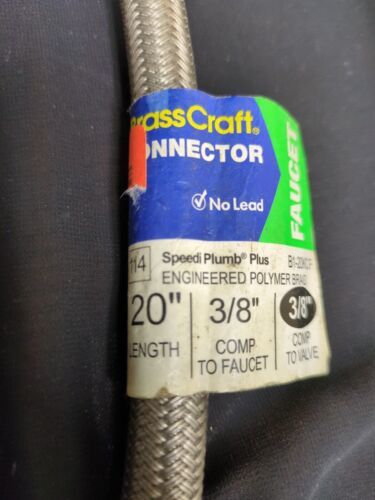 rassCraft®
ONNECTOR
No Lead
FAUCET
114
Speedi Plumb® Plus
ENGINEERED POLYMER BRAID
20" LENGTH
3/8" COMP TO FAUCET
3/8" COMP TO VALVE